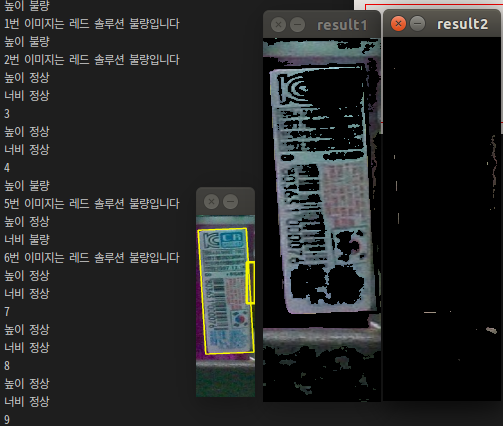 높이 불량
1번 이미지는 레드 솔루션 불량입니다
높이 불량
2번 이미지는 레드 솔루션 불량입니다
높이 정상
너비 정상
3
높이 정상
너비 정상
4
높이 불량
5번 이미지는 레드 솔루션 불량입니다
높이 정상
너비 불량
6번 이미지는 레드 솔루션 불량입니다
높이 정상
너비 정상
7
높이 정상
너비 정상
8
높이 정상
너비 정상
9
result1
result2